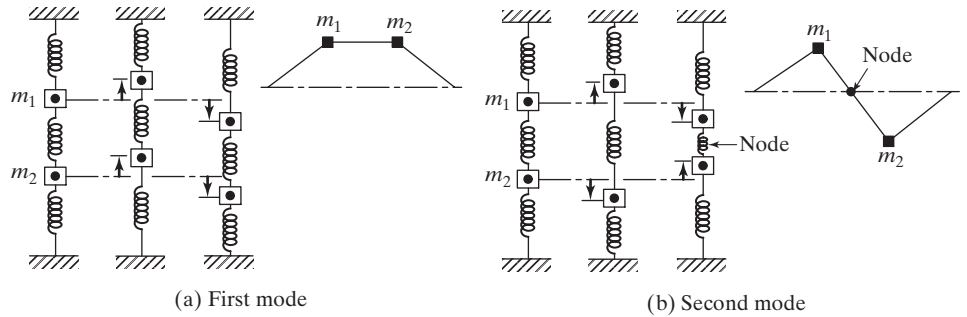 m₁ m₂
m₁
m₂
(a) First mode
m₁
Node
m₁
Node
m₂
m₂
(b) Second mode